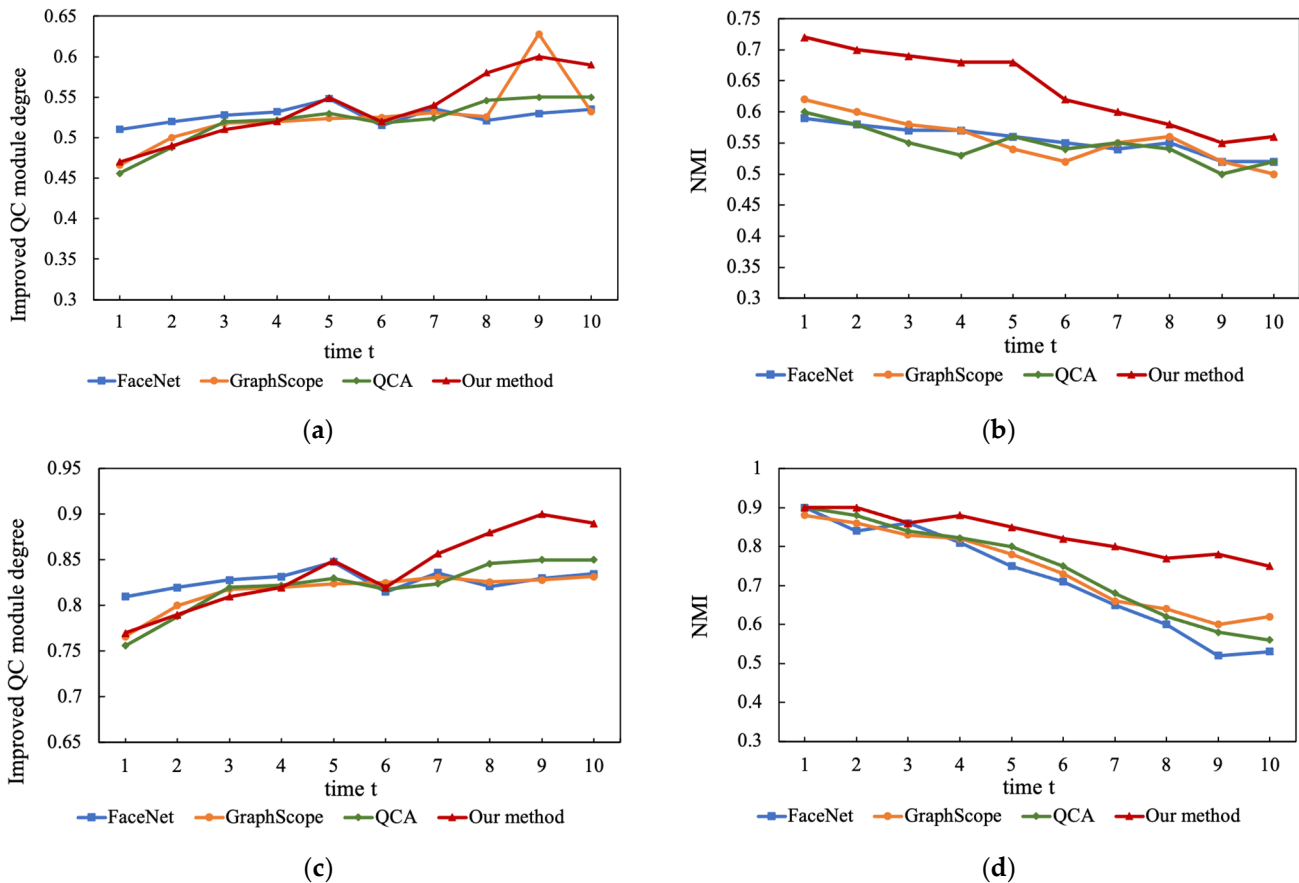 Improved QC module degree
0.65
0.6
0.55
0.5
0.45
0.4
0.35
0.3
1 2 3 4 5 6 7 8 9 10
time t
FaceNet GraphScope QCA Our method
(a)
NMI
0.75
0.7
0.65
0.6
0.55
0.5
0.45
0.4
0.35
0.3
1 2 3 4 5 6 7 8 9 10
time t
FaceNet GraphScope QCA Our method
(b)
Improved QC module degree
0.95
0.9
0.85
0.8
0.75
0.7
0.65
1 2 3 4 5 6 7 8 9 10
time t
FaceNet GraphScope QCA Our method
(c)
NMI
1
0.9
0.8
0.7
0.6
0.5
0.4
0.3
1 2 3 4 5 6 7 8 9 10
time t
FaceNet GraphScope QCA Our method
(d)